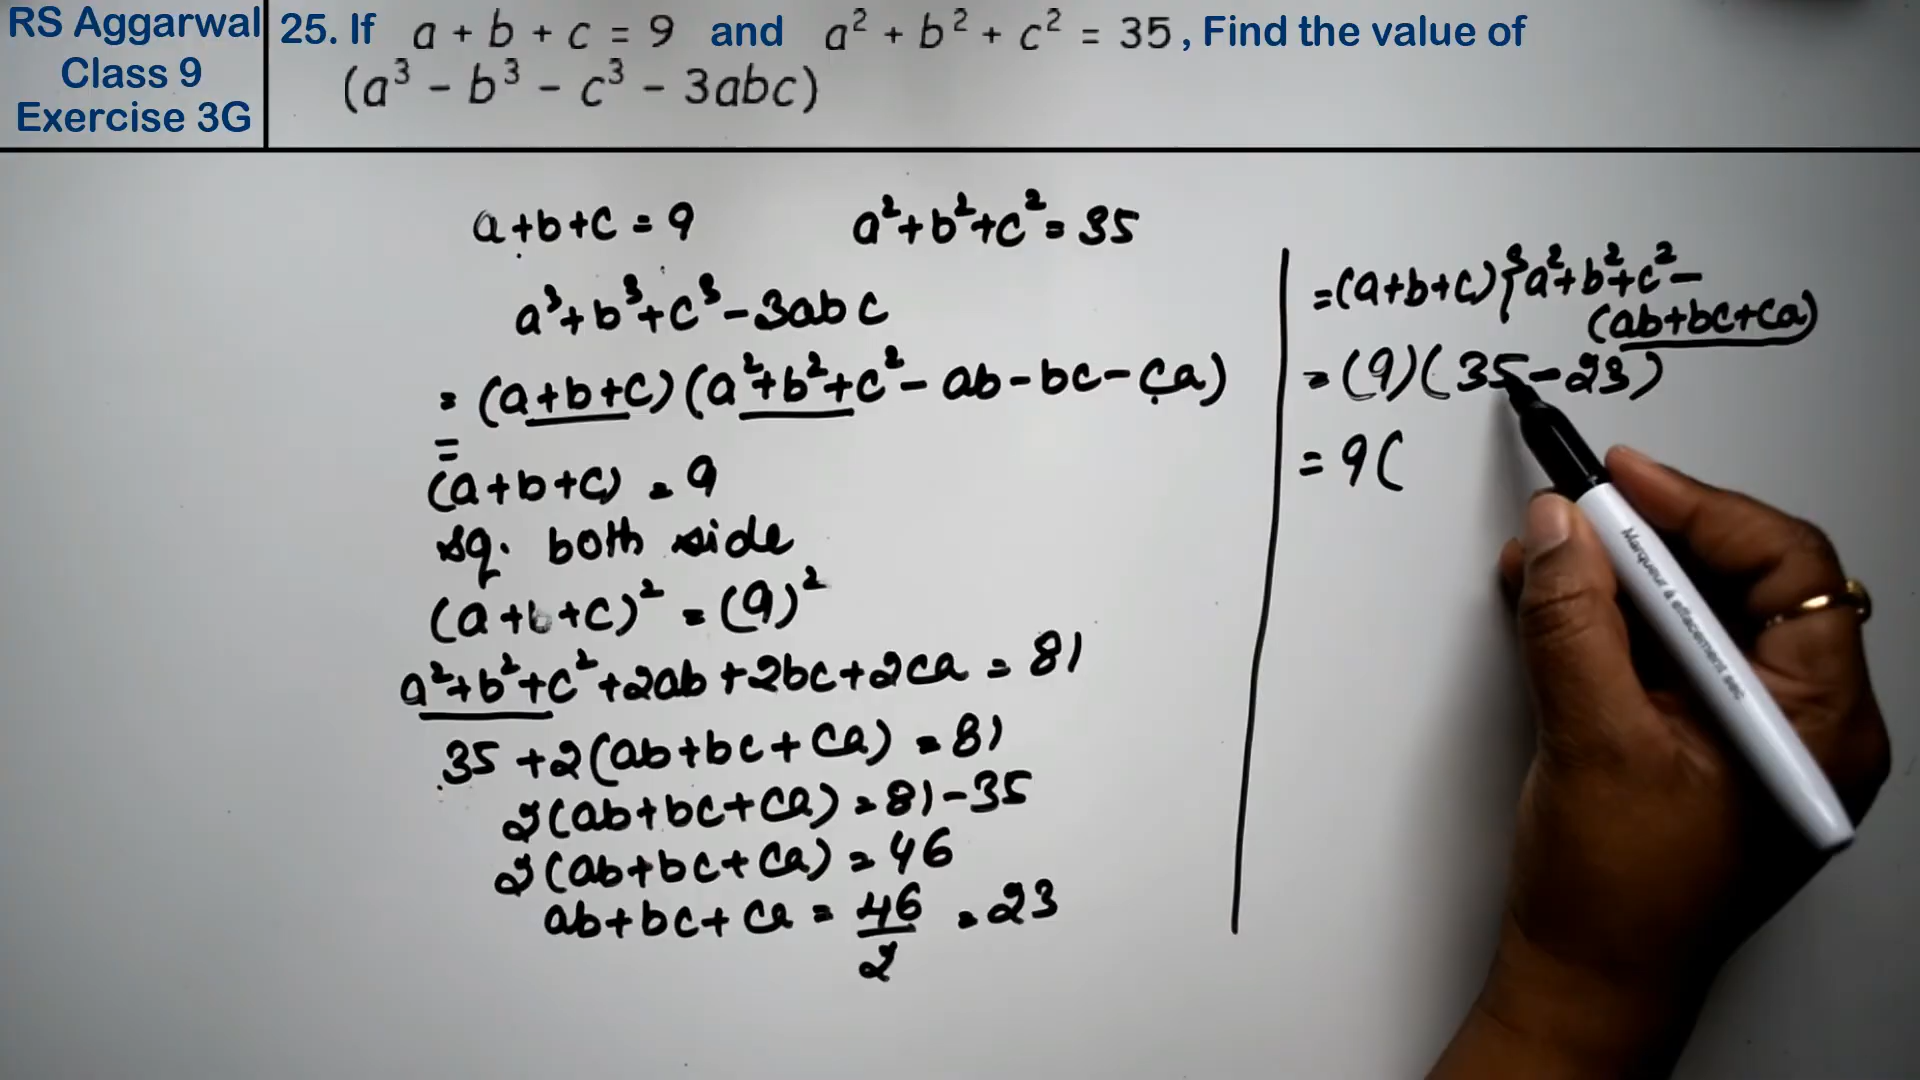 RS Aggarwal
Class 9
Exercise 3G
25. If a + b + c = 9 and a² + b² + c² = 35, Find the value of
(a³ - b³ - c³ - 3abc)
a+b+c = 9 a²+b²+c² = 35
a³+b³+c³-3abc
= (a+b+c)(a²+b²+c²- ab-bc-ca)
=
(a+b+c) = 9
sq. both side
(a+b+c)² = (9)²
a²+b²+c²+2ab+2bc+2ca = 81
35+2(ab+bc+ca) = 81
2(ab+bc+ca) = 81-35
2(ab+bc+ca) = 46
ab+bc+ca = 46/2 = 23
=(a+b+c){a²+b²+c²-
(ab+bc+ca)
= (9)(35-23)
= 9(
Marqueur à effacement sec